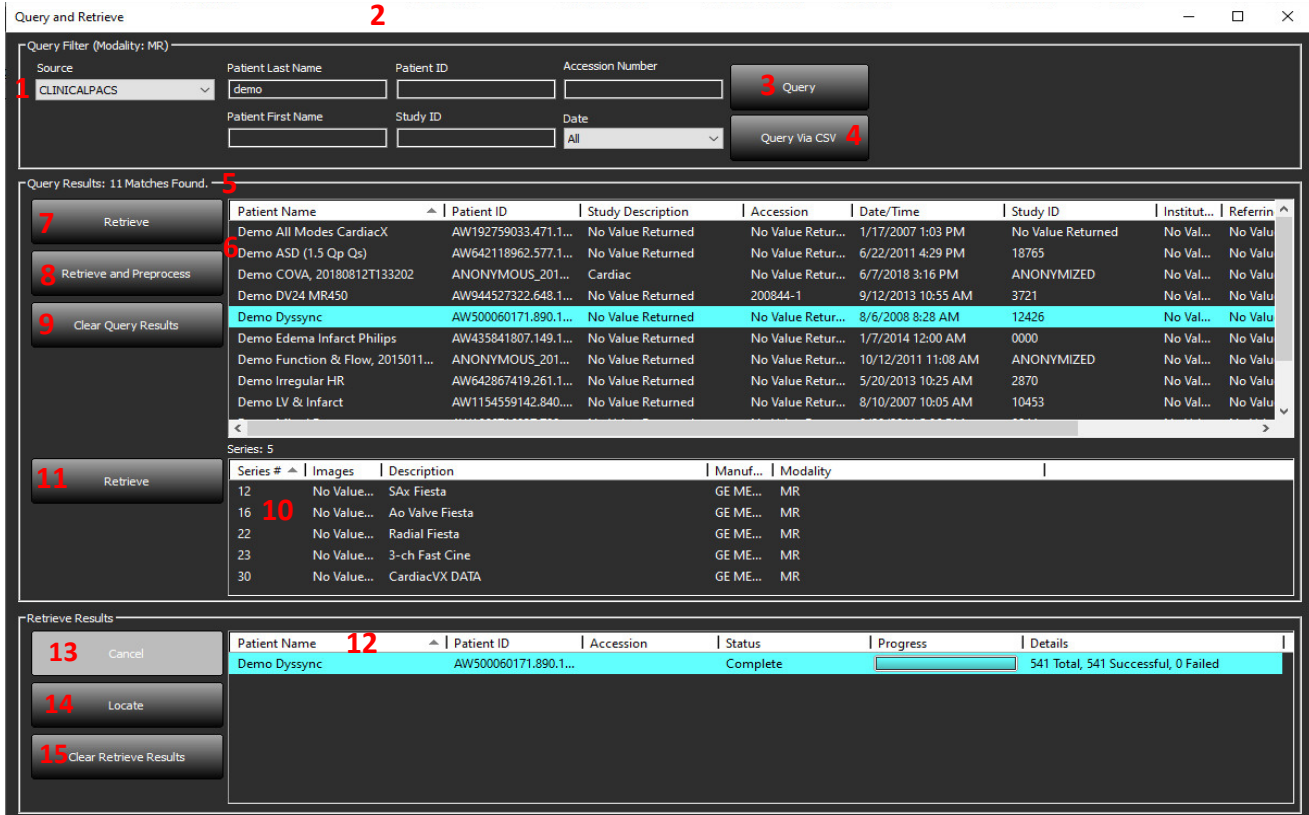 Query and Retrieve 2
Query Filter (Modality: MR)
Source Patient Last Name Patient ID Accession Number
1 CLINICALPACS demo 3 Query
Patient First Name Study ID Date
All Query Via CSV 4
Query Results: 11 Matches Found. 5
7 Retrieve
8 Retrieve and Preprocess
9 Clear Query Results
6
Patient Name Patient ID Study Description Accession Date/Time Study ID Institut... Referrin
Demo All Modes CardiacX AW192759033.471.1... No Value Returned No Value Retur... 1/17/2007 1:03 PM No Value Returned No Val... No Valu
Demo ASD (1.5 Qp Qs) AW642118962.577.1... No Value Returned No Value Retur... 6/22/2011 4:29 PM 18765 No Val... No Valu
Demo COVA, 20180812T133202 ANONYMOUS_201... Cardiac No Value Retur... 6/7/2018 3:16 PM ANONYMIZED No Val... No Valu
Demo DV24 MR450 AW944527322.648.1... No Value Returned 200844-1 9/12/2013 10:55 AM 3721 No Val... No Valu
Demo Dyssync AW500060171.890.1... No Value Returned No Value Retur... 8/6/2008 8:28 AM 12426 No Val... No Valu
Demo Edema Infarct Philips AW435841807.149.1... No Value Returned No Value Retur... 1/7/2014 12:00 AM 0000 No Val... No Valu
Demo Function & Flow, 2015011... ANONYMOUS_201... No Value Returned No Value Retur... 10/12/2011 11:08 AM ANONYMIZED No Val... No Valu
Demo Irregular HR AW642867419.261.1... No Value Returned No Value Retur... 5/20/2013 10:25 AM 2870 No Val... No Valu
Demo LV & Infarct AW1154559142.840.... No Value Returned No Value Retur... 8/10/2007 10:05 AM 10453 No Val... No Valu
Series: 5
11 Retrieve
Series # Images Description Manuf... Modality
12 No Value... SAx Fiesta GE ME... MR
16 10 No Value... Ao Valve Fiesta GE ME... MR
22 No Value... Radial Fiesta GE ME... MR
23 No Value... 3-ch Fast Cine GE ME... MR
30 No Value... CardiacVX DATA GE ME... MR
Retrieve Results
13 Cancel
14 Locate
15 Clear Retrieve Results
Patient Name 12 Patient ID Accession Status Progress Details
Demo Dyssync AW500060171.890.1... Complete 541 Total, 541 Successful, 0 Failed